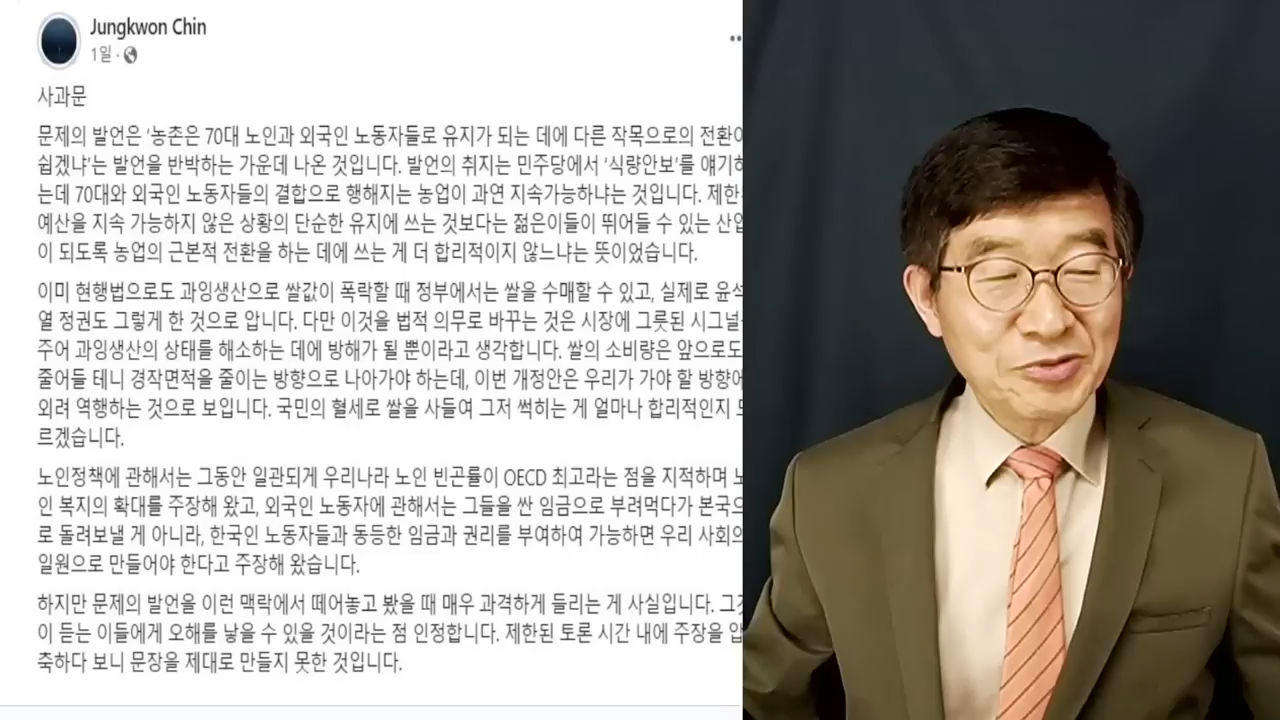 Jungkwon Chin
1일 ·
사과문
문제의 발언은 '농촌은 70대 노인과 외국인 노동자들로 유지가 되는 데에 다른 작목으로의 전환이
쉽겠냐'는 발언을 반박하는 가운데 나온 것입니다. 발언의 취지는 민주당에서 '식량안보'를 얘기하
는데 70대와 외국인 노동자들의 결합으로 행해지는 농업이 과연 지속가능하냐는 것입니다. 제한
예산을 지속 가능하지 않은 상황의 단순한 유지에 쓰는 것보다는 젊은이들이 뛰어들 수 있는 산업
이 되도록 농업의 근본적 전환을 하는 데에 쓰는 게 더 합리적이지 않느냐는 뜻이었습니다.
이미 현행법으로도 과잉생산으로 쌀값이 폭락할 때 정부에서는 쌀을 수매할 수 있고, 실제로 윤석
열 정권도 그렇게 한 것으로 압니다. 다만 이것을 법적 의무로 바꾸는 것은 시장에 그릇된 시그널
주어 과잉생산의 상태를 해소하는 데에 방해가 될 뿐이라고 생각합니다. 쌀의 소비량은 앞으로도
줄어들 테니 경작면적을 줄이는 방향으로 나아가야 하는데, 이번 개정안은 우리가 가야 할 방향에
외려 역행하는 것으로 보입니다. 국민의 혈세로 쌀을 사들여 그저 썩히는 게 얼마나 합리적인지 모
르겠습니다.
노인정책에 관해서는 그동안 일관되게 우리나라 노인 빈곤률이 OECD 최고라는 점을 지적하며 노
인 복지의 확대를 주장해 왔고, 외국인 노동자에 관해서는 그들을 싼 임금으로 부려먹다가 본국으
로 돌려보낼 게 아니라, 한국인 노동자들과 동등한 임금과 권리를 부여하여 가능하면 우리 사회의
일원으로 만들어야 한다고 주장해 왔습니다.
하지만 문제의 발언을 이런 맥락에서 떼어놓고 봤을 때 매우 과격하게 들리는 게 사실입니다. 그것
이 듣는 이들에게 오해를 낳을 수 있을 것이라는 점 인정합니다. 제한된 토론 시간 내에 주장을 압
축하다 보니 문장을 제대로 만들지 못한 것입니다.